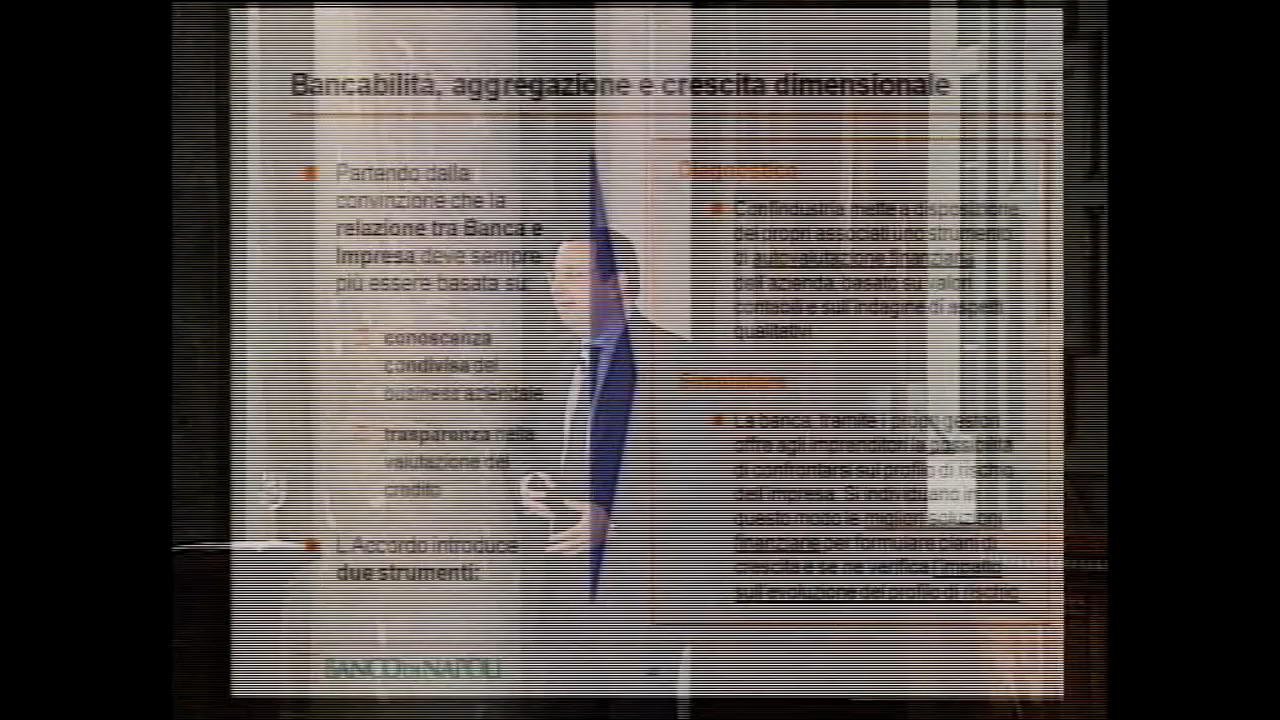 Bancabilità, aggregazione e crescita dimensionale
Partendo dalla
convinzione che la
relazione tra Banca e
Impresa deve sempre
più essere basata su:
conoscenza
condivisa del
business aziendale
trasparenza nella
valutazione del
credito
L'Accordo introduce
due strumenti:
Diagnostico
Confindustria mette a disposizione
dei propri associati uno strumento
di autovalutazione finanziaria
dell'azienda, basato su valori
contabili e sull'indagine di aspetti
qualitativi
La banca, tramite i propri gestori
offre agli imprenditori la possibilità
di confrontarsi sul profilo di rischio
dell'impresa. Si individuano in
questo modo le migliori soluzioni
finanziarie per formulare piani di
crescita e se ne verifica l'impatto
sull'evoluzione del profilo di rischio
BANCO DI NAPOLI